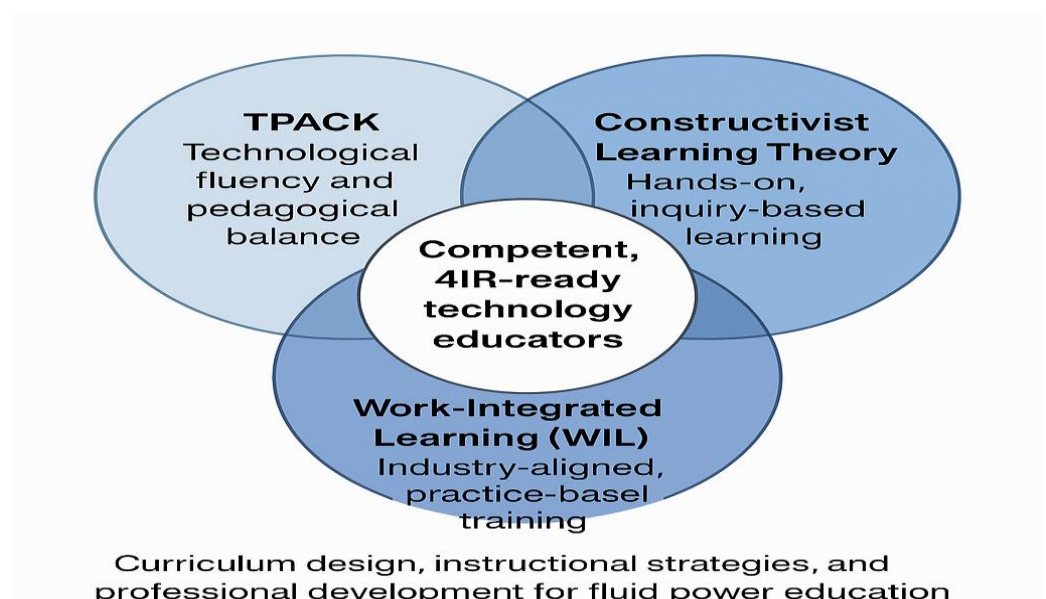 TPACK
Technological
fluency and
pedagogical
balance
Constructivist
Learning Theory
Hands-on,
inquiry-based
learning
Competent,
4IR-ready
technology
educators
Work-Integrated
Learning (WIL)
Industry-aligned,
practice-basel
training
Curriculum design, instructional strategies, and
professional development for fluid power education